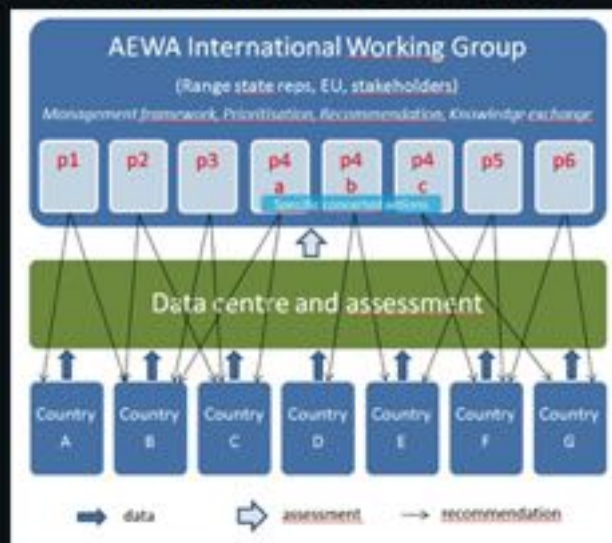 AEWA International Working Group
(Range state reps, EU, stakeholders)
Management framework, Prioritisation, Recommendation, Knowledge exchange
p1 p2 p3 p4 p4 p4 p5 p6
a b c
Specific concerted actions
Data centre and assessment
Country Country Country Country Country Country Country
A B C D E F G
data assessment recommendation